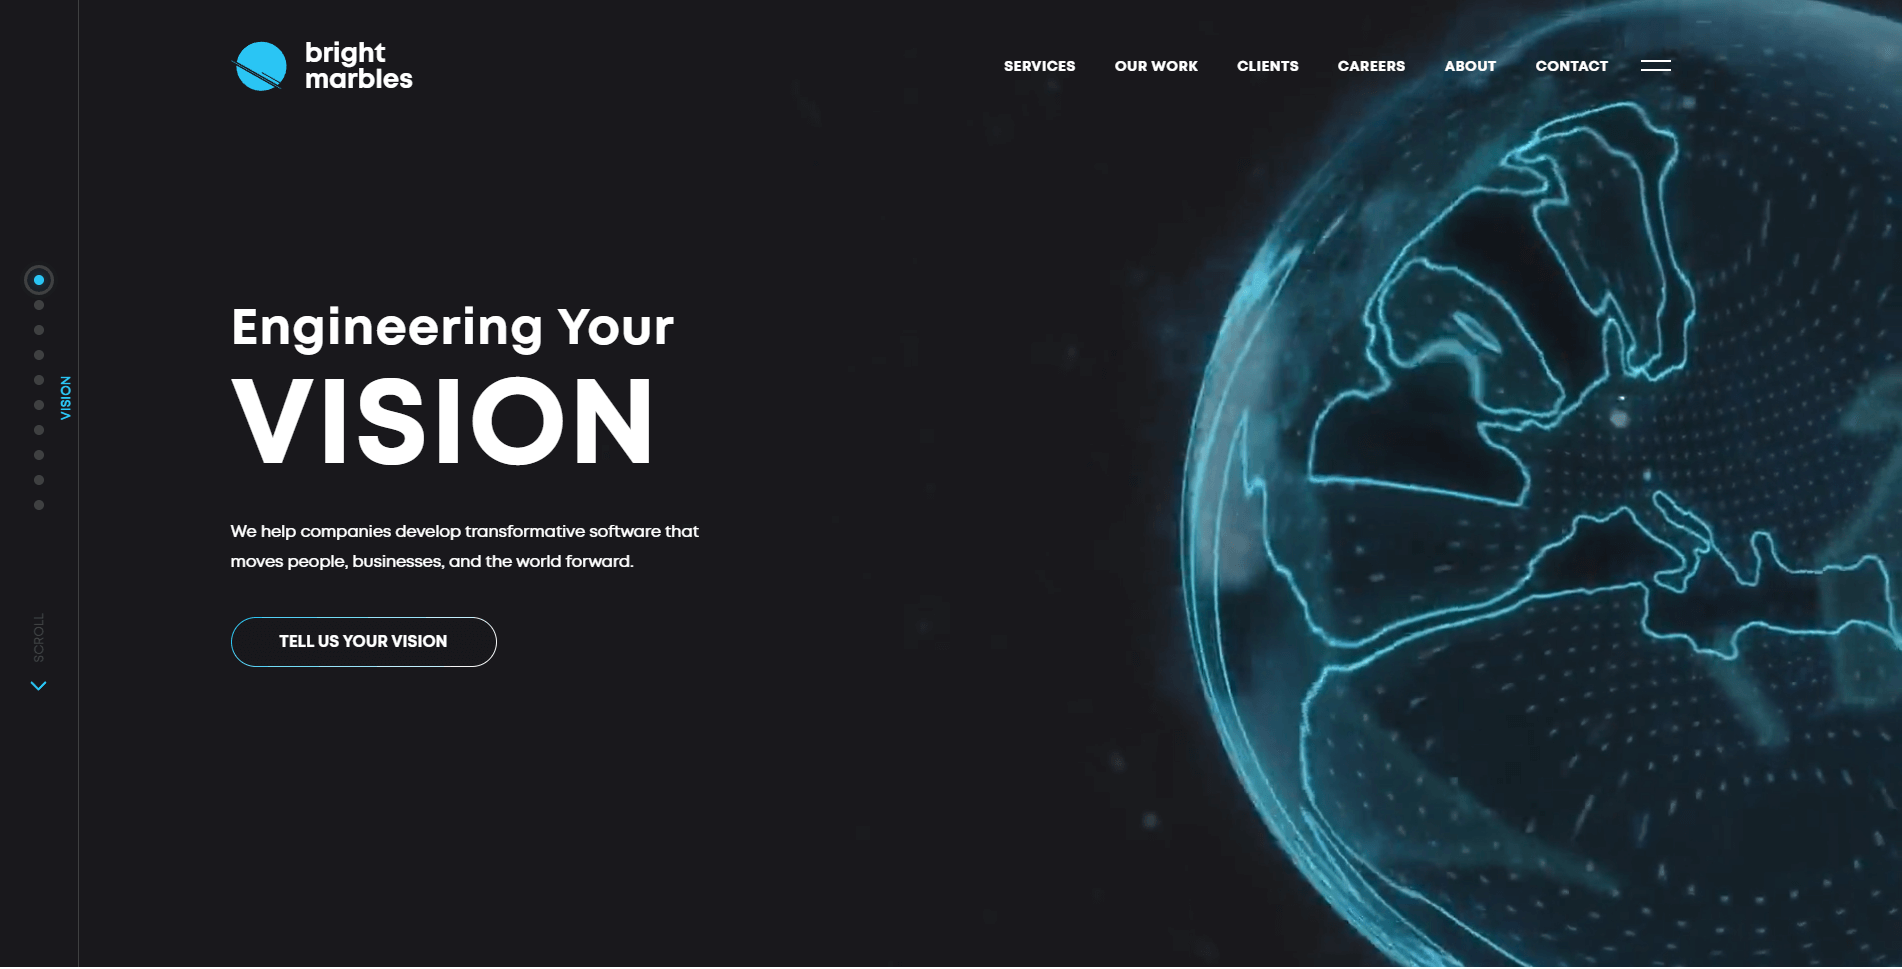 bright
marbles
SERVICES
OUR WORK
CLIENTS
CAREERS
ABOUT
CONTACT
VISION
SCROLL
Engineering Your
VISION
We help companies develop transformative software that
moves people, businesses, and the world forward.
TELL US YOUR VISION